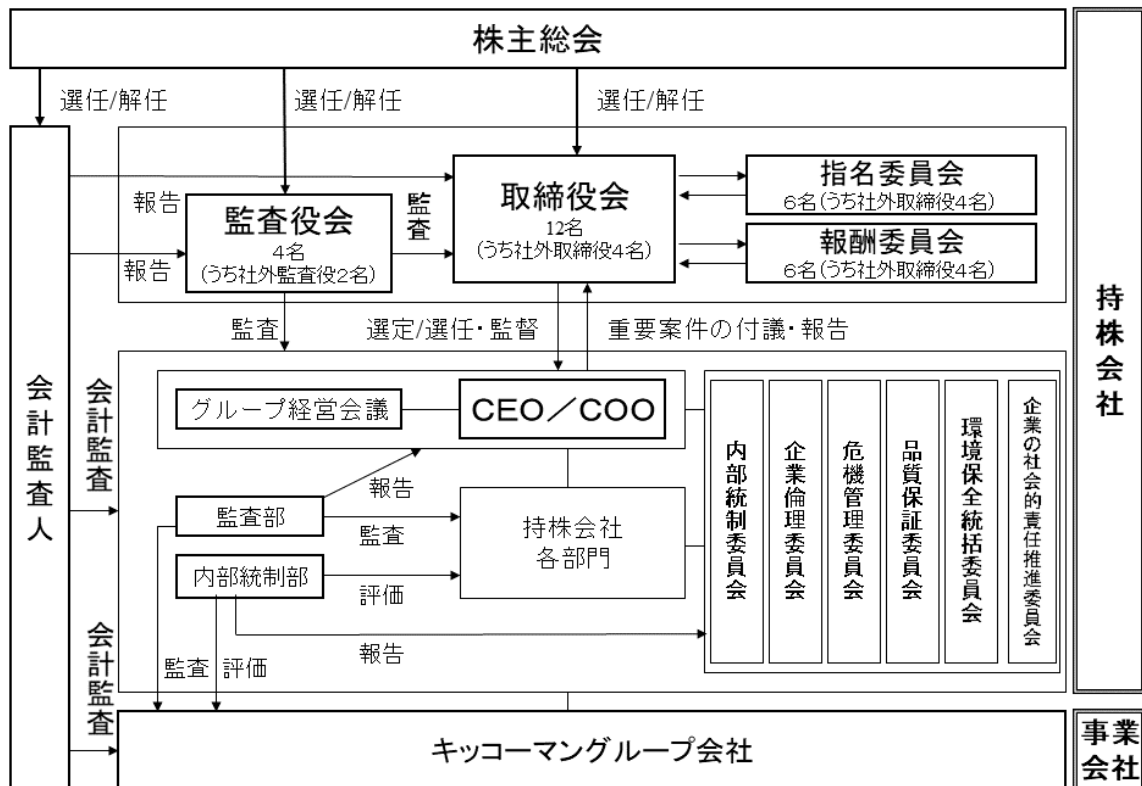 株主総会
選任/解任
選任/解任
選任/解任
報告
監査役会
4名
(うち社外監査役2名)
監査
取締役会
12名
(うち社外取締役4名)
指名委員会
6名(うち社外取締役4名)
報酬委員会
6名(うち社外取締役4名)
報告
監査
選定/選任・監督
重要案件の付議・報告
会計監査人
会計監査
グループ経営会議
CEO/COO
報告
監査部
監査
持株会社
各部門
内部統制部
評価
報告
監査
評価
会計監査
内部統制委員会
企業倫理委員会
危機管理委員会
品質保証委員会
環境保全統括委員会
企業の社会的責任推進委員会
キッコーマングループ会社
持株会社
事業
会社